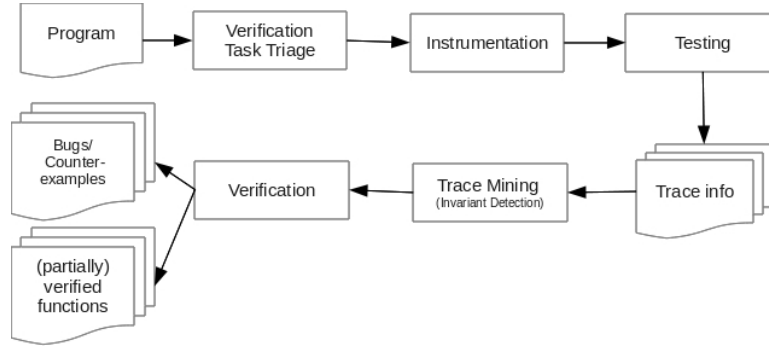 Program
Verification
Task Triage
Instrumentation
Testing
Bugs/
Counter-
examples
Verification
Trace Mining
(Invariant Detection)
Trace info
(partially)
verified
functions